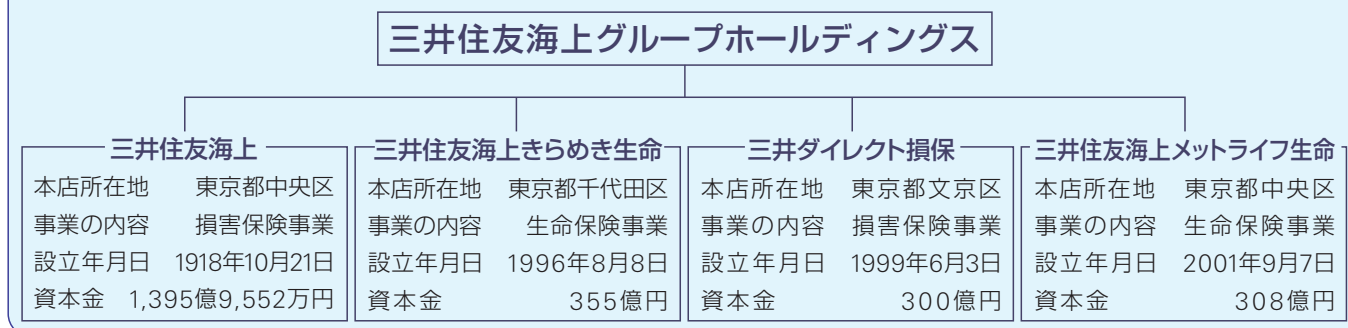 三井住友海上グループホールディングス
三井住友海上
本店所在地 東京都中央区
事業の内容 損害保険事業
設立年月日 1918年10月21日
資本金 1,395億9,552万円
三井住友海上きらめき生命
本店所在地 東京都千代田区
事業の内容 生命保険事業
設立年月日 1996年8月8日
資本金 355億円
三井ダイレクト損保
本店所在地 東京都文京区
事業の内容 損害保険事業
設立年月日 1999年6月3日
資本金 300億円
三井住友海上メットライフ生命
本店所在地 東京都中央区
事業の内容 生命保険事業
設立年月日 2001年9月7日
資本金 308億円